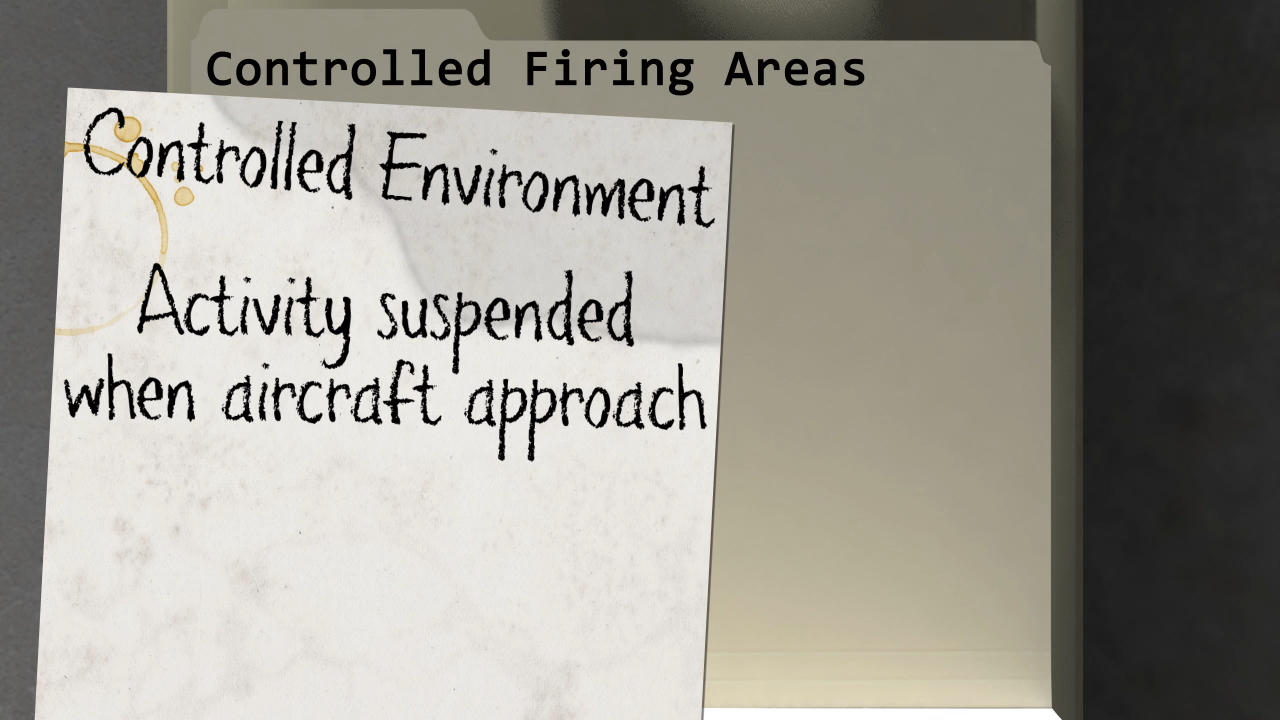 Controlled Firing Areas
Controlled Environment
Activity suspended
when aircraft approach